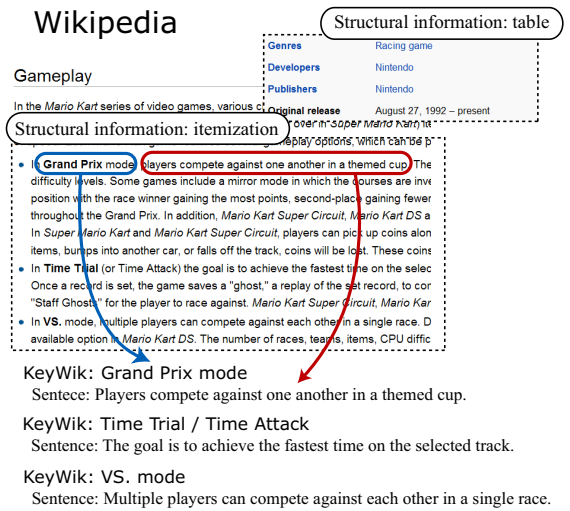 Wikipedia
Structural information: table
Genres Racing game
Developers Nintendo
Publishers Nintendo
Original release August 27, 1992 – present
Gameplay
In the Mario Kart series of video games, various c
over in Super Mario Kart) it
Structural information: itemization
eplay options, which can be p
In Grand Prix mode, players compete against one another in a themed cup. The
difficulty levels. Some games include a mirror mode in which the courses are inve
position with the race winner gaining the most points, second-place gaining fewer
throughout the Grand Prix. In addition, Mario Kart Super Circuit, Mario Kart DS a
In Super Mario Kart and Mario Kart Super Circuit, players can pick up coins alon
items, bumps into another car, or falls off the track, coins will be lost. These coins
In Time Trial (or Time Attack) the goal is to achieve the fastest time on the selec
Once a record is set, the game saves a "ghost," a replay of the set record, to con
"Staff Ghosts" for the player to race against. Mario Kart Super Circuit, Mario Kar
In VS. mode, multiple players can compete against each other in a single race. D
available option in Mario Kart DS. The number of races, teams, items, CPU diffic
KeyWik: Grand Prix mode
Sentece: Players compete against one another in a themed cup.
KeyWik: Time Trial / Time Attack
Sentence: The goal is to achieve the fastest time on the selected track.
KeyWik: VS. mode
Sentence: Multiple players can compete against each other in a single race.